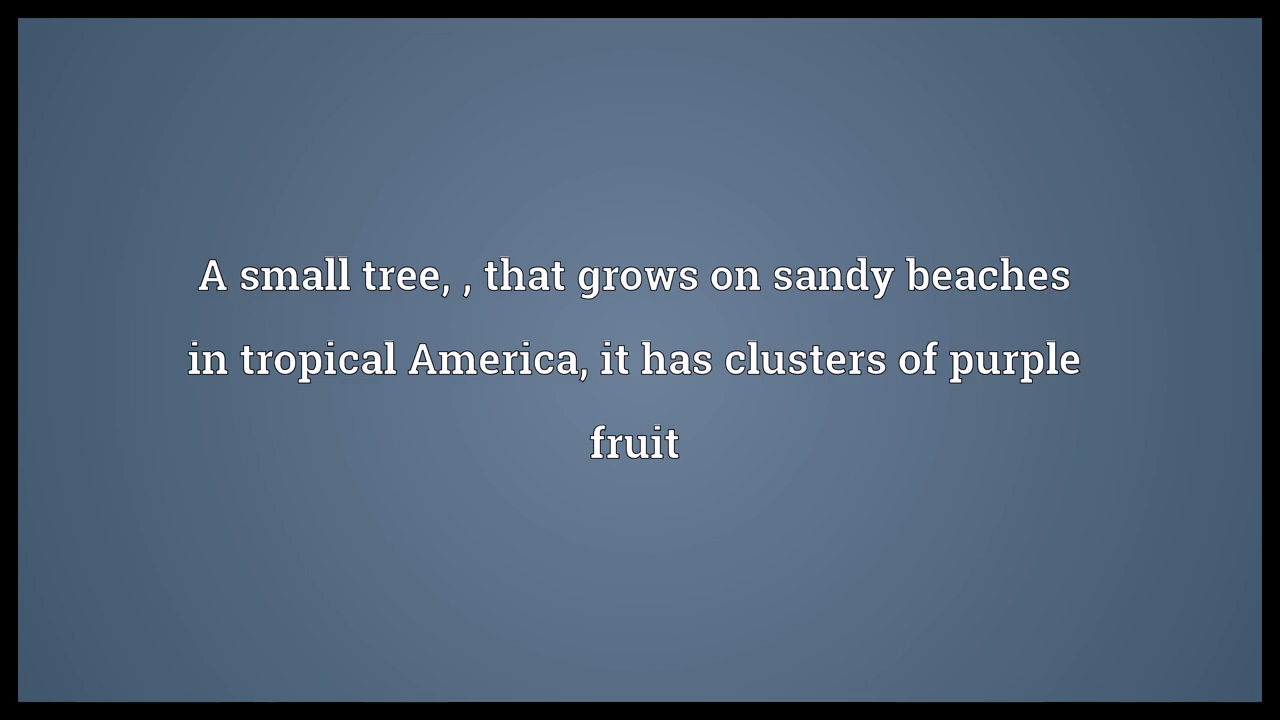 A small tree, , that grows on sandy beaches
in tropical America, it has clusters of purple
fruit